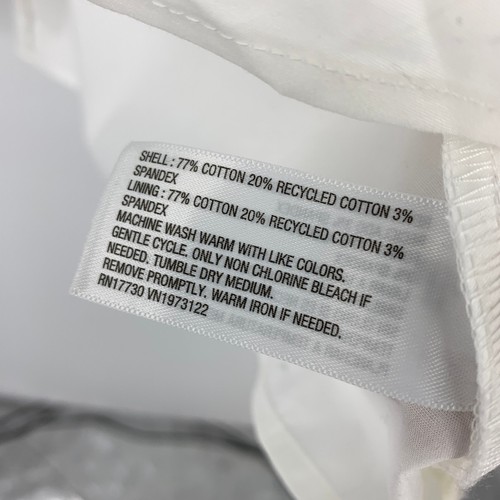 SHELL : 77% COTTON 20% RECYCLED COTTON 3%
SPANDEX
LINING : 77% COTTON 20% RECYCLED COTTON 3%
SPANDEX
MACHINE WASH WARM WITH LIKE COLORS.
GENTLE CYCLE. ONLY NON CHLORINE BLEACH IF
NEEDED. TUMBLE DRY MEDIUM.
REMOVE PROMPTLY. WARM IRON IF NEEDED.
RN17730 VN1973122